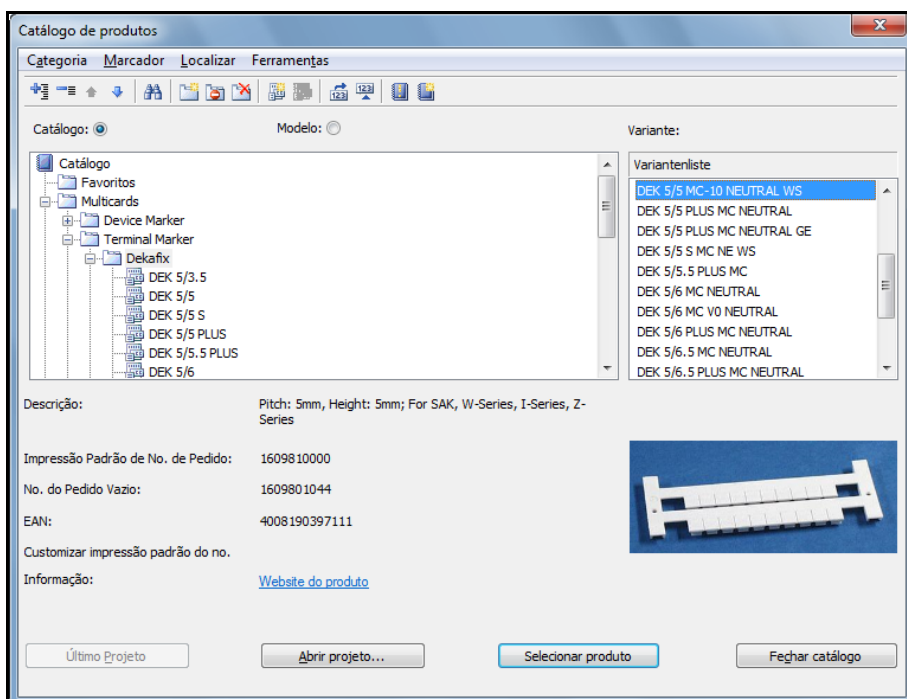 Catálogo de produtos
Categoria Marcador Localizar Ferramentas
Catálogo: Modelo: Variante:
Catálogo
Favoritos
Multicards
Device Marker
Terminal Marker
Dekafix
DEK 5/3.5
DEK 5/5
DEK 5/5 S
DEK 5/5 PLUS
DEK 5/5.5 PLUS
DEK 5/6
Variantenliste
DEK 5/5 MC-10 NEUTRAL WS
DEK 5/5 PLUS MC NEUTRAL
DEK 5/5 PLUS MC NEUTRAL GE
DEK 5/5 S MC NE WS
DEK 5/5.5 PLUS MC
DEK 5/6 MC NEUTRAL
DEK 5/6 MC V0 NEUTRAL
DEK 5/6 PLUS MC NEUTRAL
DEK 5/6.5 MC NEUTRAL
DEK 5/6.5 PLUS MC NEUTRAL
Descrição: Pitch: 5mm, Height: 5mm; For SAK, W-Series, I-Series, Z-
Series
Impressão Padrão de No. de Pedido: 1609810000
No. do Pedido Vazio: 1609801044
EAN: 4008190397111
Customizar impressão padrão do no.
Informação: Website do produto
Último Projeto Abrir projeto... Selecionar produto Fechar catálogo